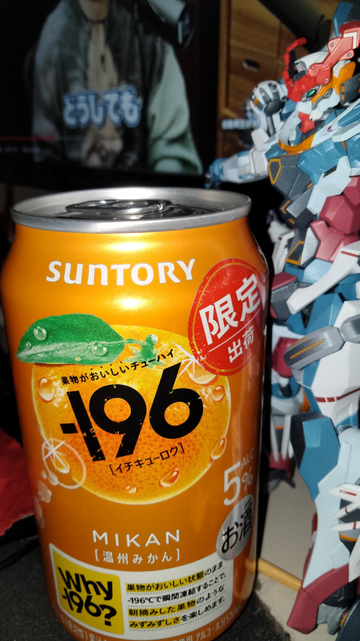 どうしても
SUNTORY
限定
出荷
果物がおいしいチューハイ
-196
[イチキューロク]
ALC.
5%
お酒
MIKAN
[温州みかん]
Why
-196?
果物がおいしい状態のまま
-196℃で瞬間凍結することで、
朝摘みした果物のような
みずみずしさを楽しめます。